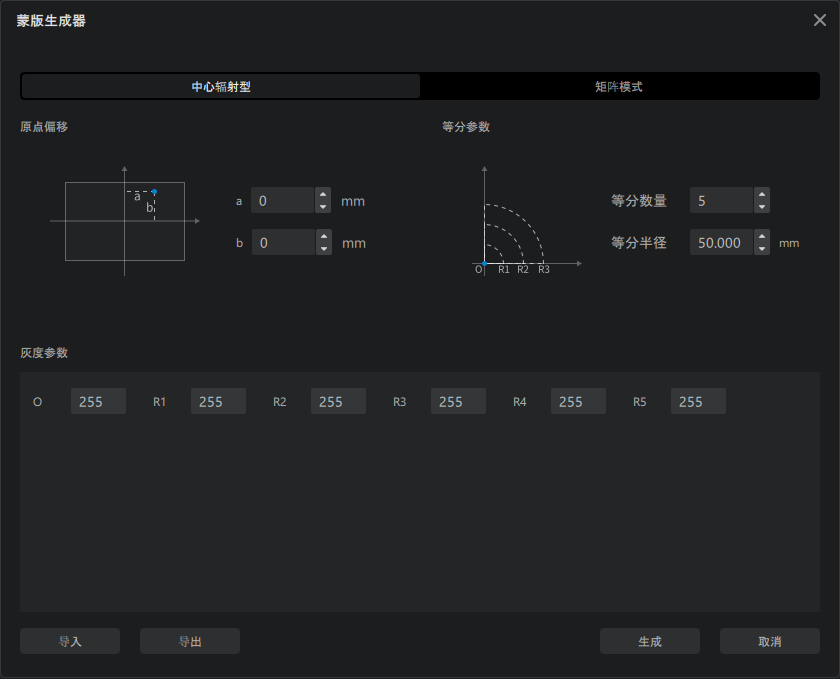 蒙版生成器
中心辐射型 矩阵模式
原点偏移 等分参数
a
b
a 0 mm
b 0 mm
O R1 R2 R3
等分数量 5
等分半径 50.000 mm
灰度参数
O 255 R1 255 R2 255 R3 255 R4 255 R5 255
导入 导出 生成 取消